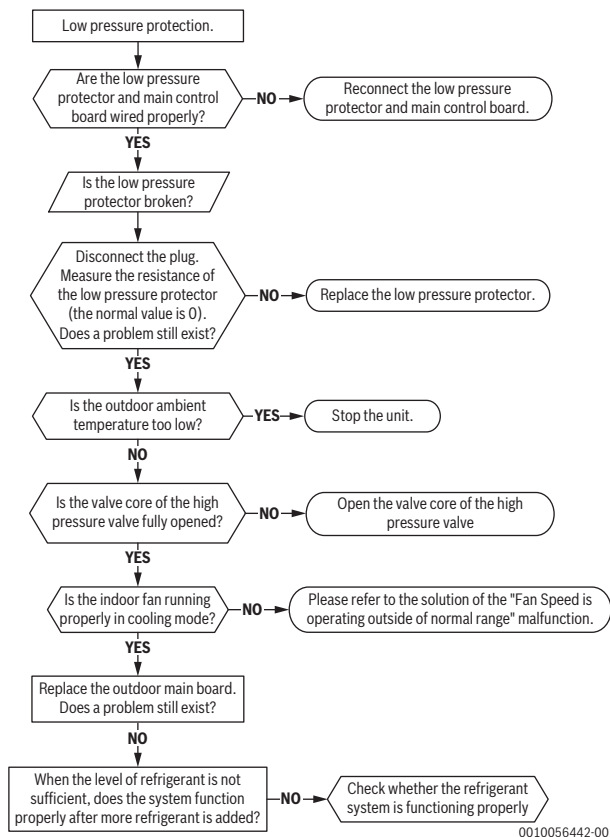 Low pressure protection.
Are the low pressure
protector and main control
board wired properly?
NO
Reconnect the low pressure
protector and main control board.
YES
Is the low pressure
protector broken?
Disconnect the plug.
Measure the resistance of
the low pressure protector
(the normal value is 0).
Does a problem still exist?
NO
Replace the low pressure protector.
YES
Is the outdoor ambient
temperature too low?
YES
Stop the unit.
NO
Is the valve core of the high
pressure valve fully opened?
NO
Open the valve core of the high
pressure valve
YES
Is the indoor fan running
properly in cooling mode?
NO
Please refer to the solution of the "Fan Speed is
operating outside of normal range" malfunction.
YES
Replace the outdoor main board.
Does a problem still exist?
NO
When the level of refrigerant is not
sufficient, does the system function
properly after more refrigerant is added?
NO
Check whether the refrigerant
system is functioning properly
0010056442-001